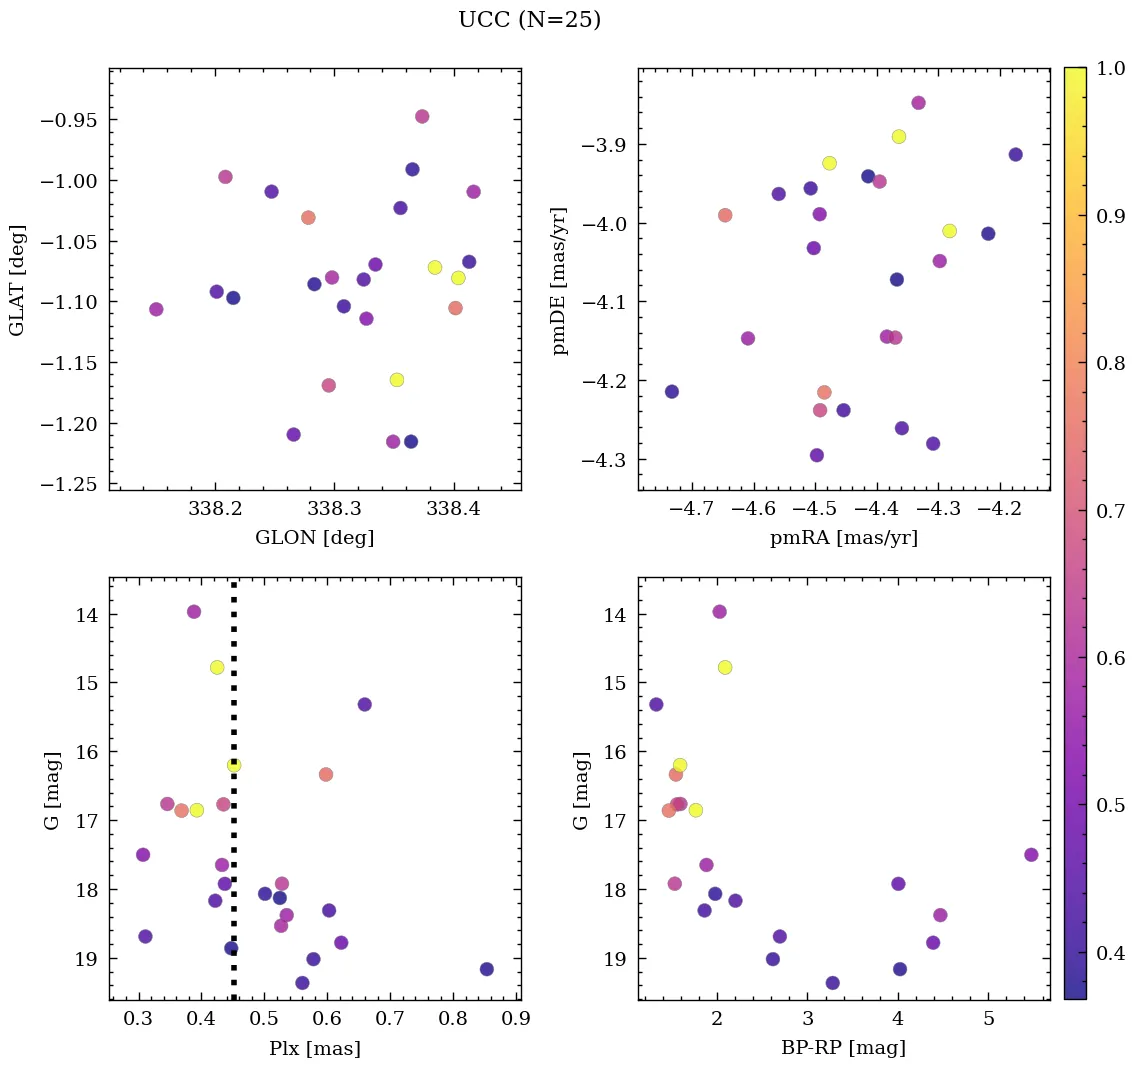 UCC (N=25)
−0.95
−1.00
−1.05
−1.10
−1.15
−1.20
−1.25
GLAT [deg]
338.2 338.3 338.4
GLON [deg]
−3.9
−4.0
−4.1
−4.2
−4.3
pmDE [mas/yr]
−4.7 −4.6 −4.5 −4.4 −4.3 −4.2
pmRA [mas/yr]
1.0
0.9
0.8
0.7
0.6
0.5
0.4
14
15
16
17
18
19
G [mag]
0.3 0.4 0.5 0.6 0.7 0.8 0.9
Plx [mas]
14
15
16
17
18
19
G [mag]
2 3 4 5
BP-RP [mag]